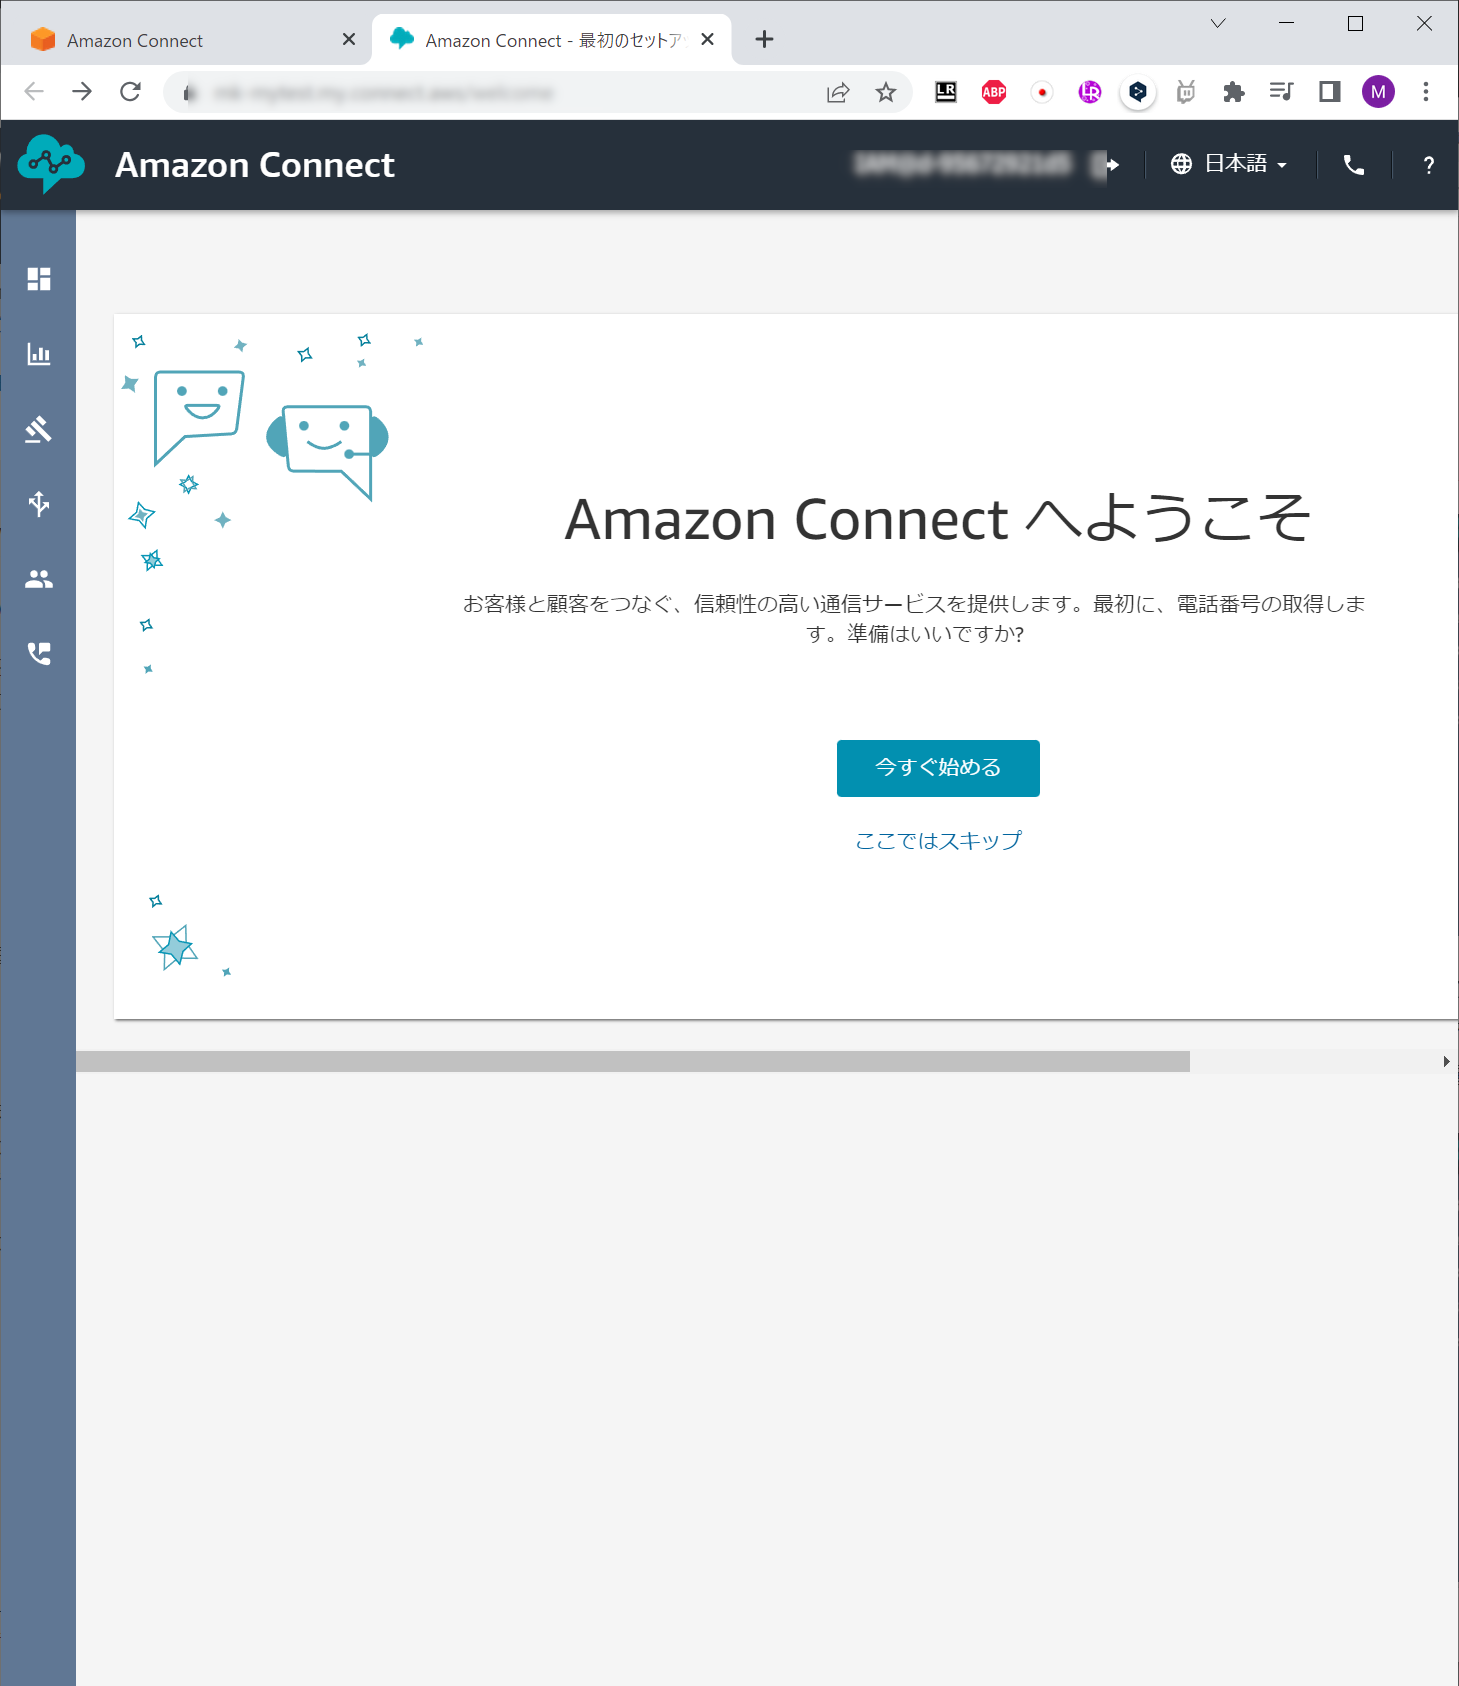 Amazon Connect
Amazon Connect - 最初のセットア
LR
ABP
LR
M
Amazon Connect
日本語
?
Amazon Connect へようこそ
お客様と顧客をつなぐ、信頼性の高い通信サービスを提供します。最初に、電話番号の取得しま
す。準備はいいですか?
今すぐ始める
ここではスキップ